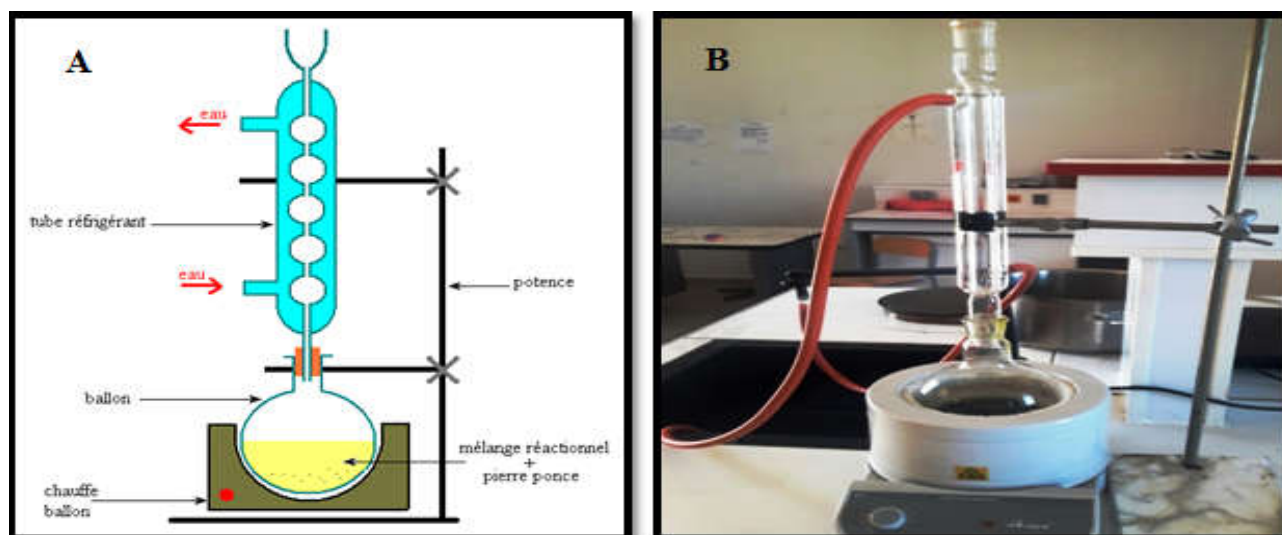 A
eau
tube réfrigérant
eau
potence
ballon
mélange réactionnel
+
pierre ponce
chauffe
ballon
B